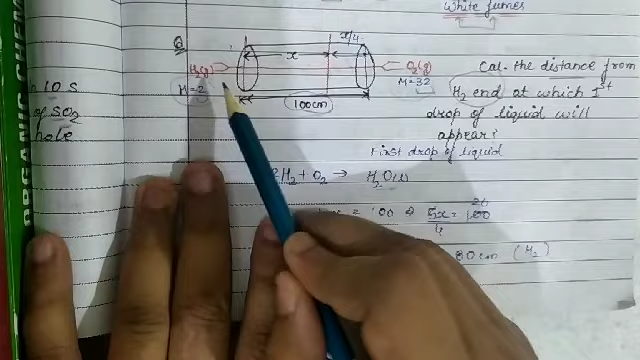 white fumes
Q
x/4
x
H₂(g)
O₂(g)
M = 2
M = 32
100cm
Cal. the distance from
H₂ end at which 1st
drop of liquid will
appear?
First drop of liquid
n 10 s
of SO₂
hole
ORGANIC CHEM
2H₂ + O₂ → H₂O(l)
= 100 ⇒ 5x/4 = 100
20
80cm (H₂)